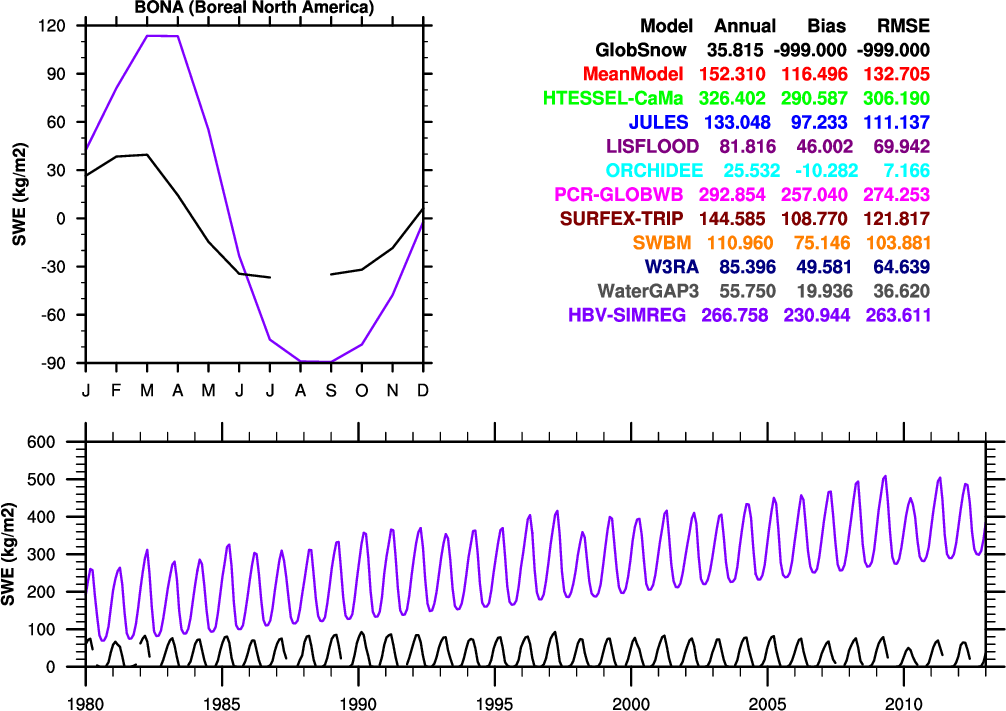 BONA (Boreal North America)
120
90
60
30
0
-30
-60
-90
SWE (kg/m2)
J F M A M J J A S O N D
Model Annual Bias RMSE
GlobSnow 35.815 -999.000 -999.000
MeanModel 152.310 116.496 132.705
HTESSEL-CaMa 326.402 290.587 306.190
JULES 133.048 97.233 111.137
LISFLOOD 81.816 46.002 69.942
ORCHIDEE 25.532 -10.282 7.166
PCR-GLOBWB 292.854 257.040 274.253
SURFEX-TRIP 144.585 108.770 121.817
SWBM 110.960 75.146 103.881
W3RA 85.396 49.581 64.639
WaterGAP3 55.750 19.936 36.620
HBV-SIMREG 266.758 230.944 263.611
600
500
400
300
200
100
0
SWE (kg/m2)
1980 1985 1990 1995 2000 2005 2010